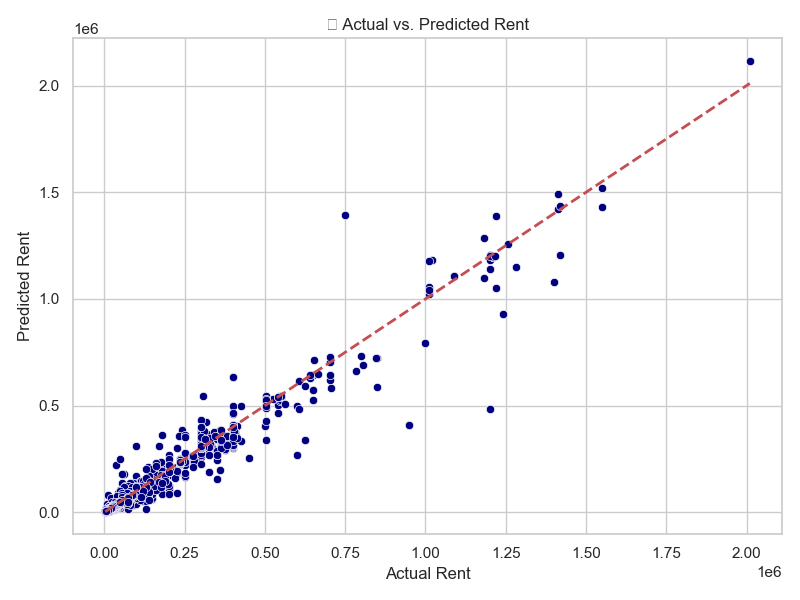 ▯ Actual vs. Predicted Rent
1e6
2.0
1.5
1.0
0.5
0.0
Predicted Rent
0.00 0.25 0.50 0.75 1.00 1.25 1.50 1.75 2.00
1e6
Actual Rent